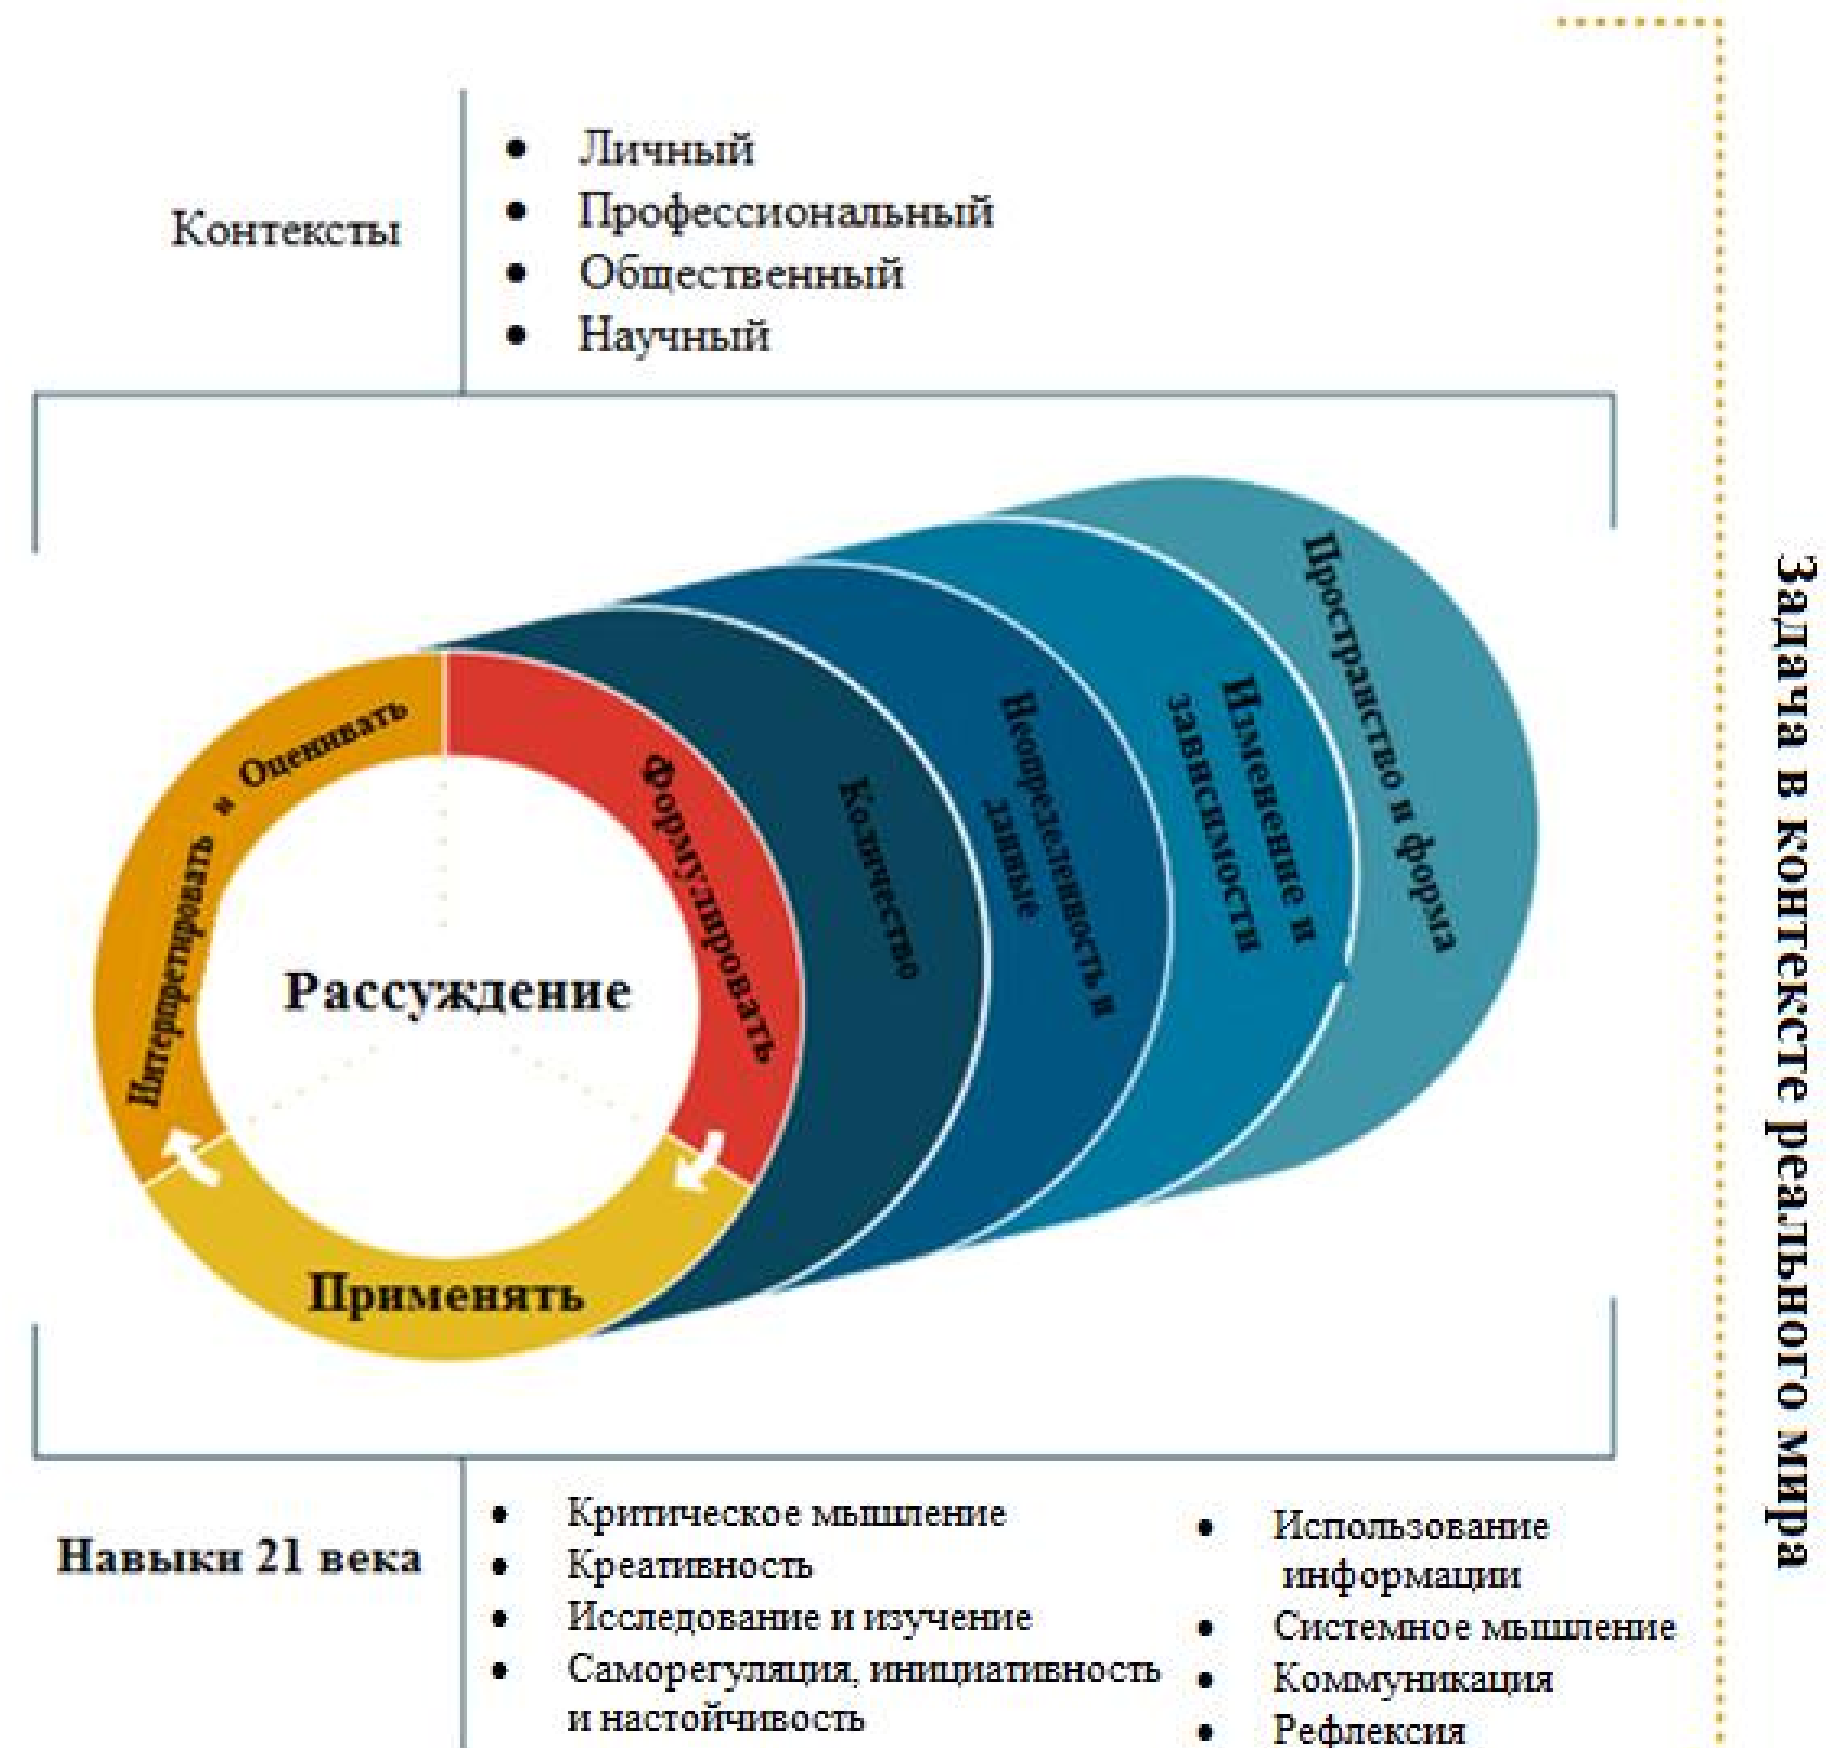 Контексты
• Личный
• Профессиональный
• Общественный
• Научный
Пространство и форма
Изменение и
зависимости
Неопределенность и
данные
Количество
Формулировать
Интерпретировать и Оценивать
Рассуждение
Применять
Задача в контексте реального мира
Навыки 21 века
• Критическое мышление
• Креативность
• Исследование и изучение
• Саморегуляция, инициативность
и настойчивость
• Использование
информации
• Системное мышление
• Коммуникация
• Рефлексия